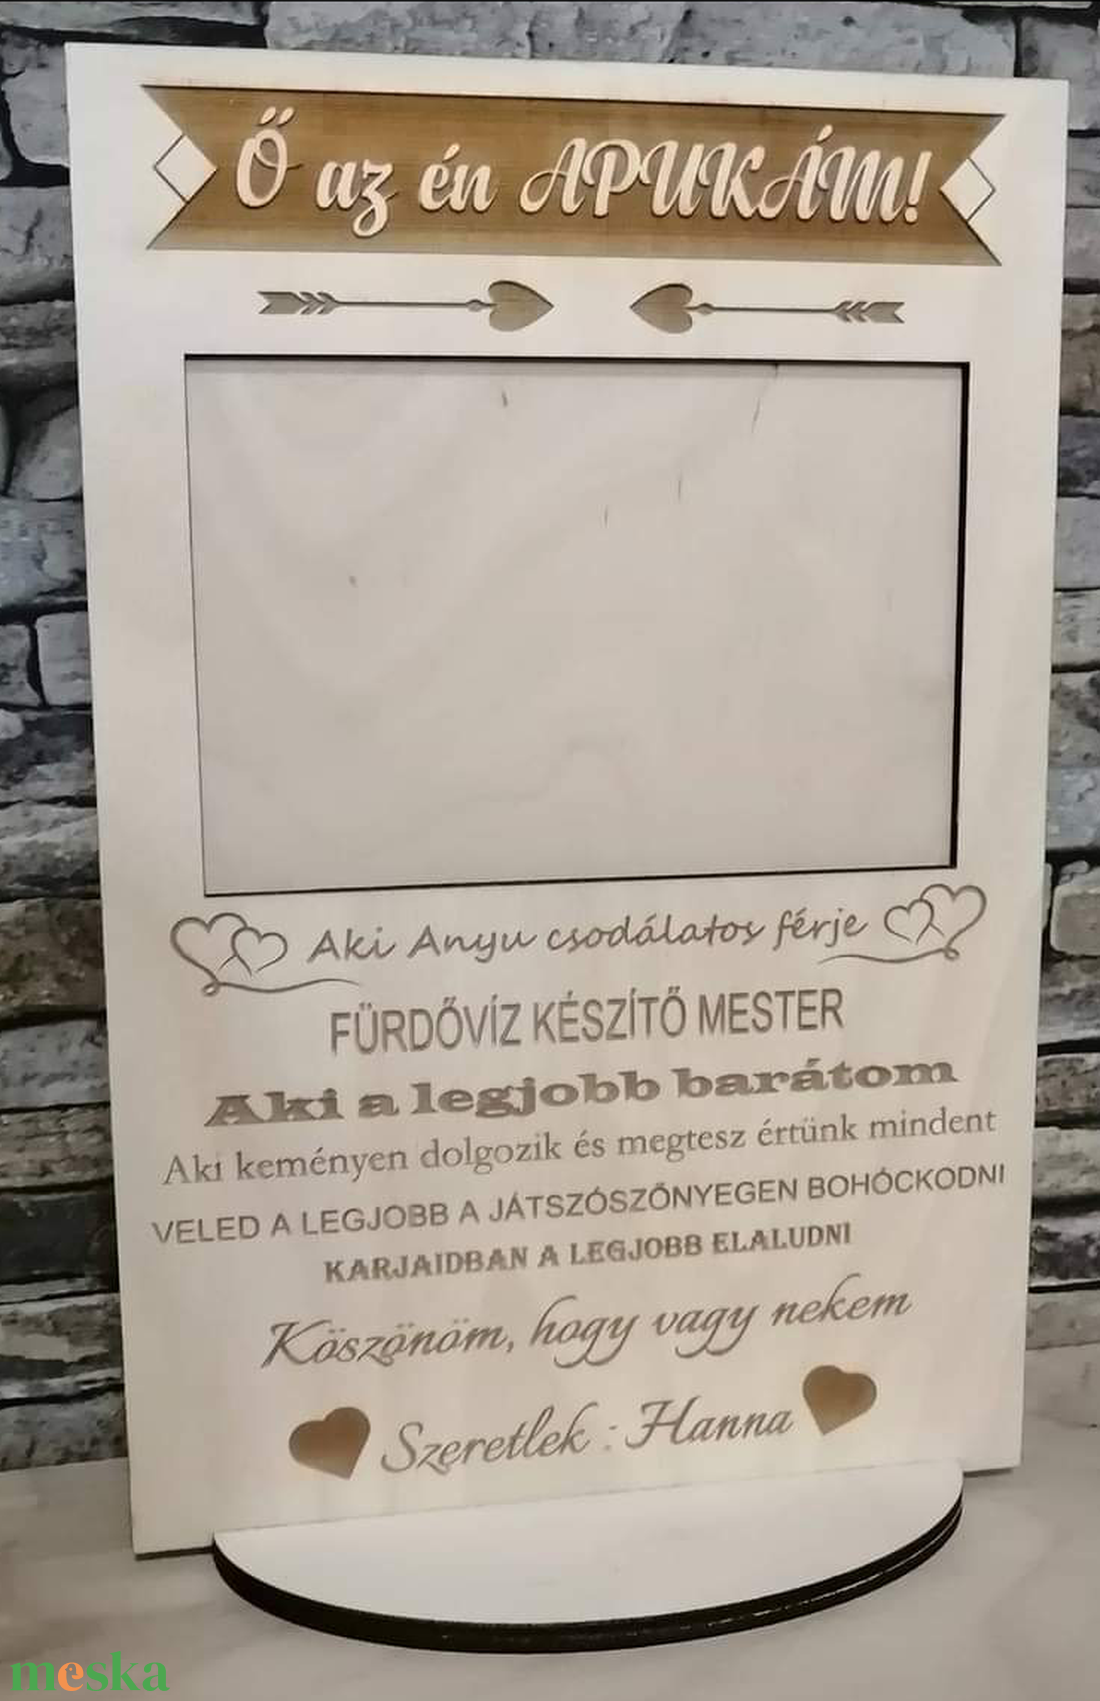 Ő az én APUKÁM!
Aki Anyu csodálatos férje
FÜRDŐVÍZ KÉSZÍTŐ MESTER
Aki a legjobb barátom
Aki keményen dolgozik és megtesz értünk mindent
VELED A LEGJOBB A JÁTSZÓSZŐNYEGEN BOHÓCKODNI
KARJAIDBAN A LEGJOBB ELALUDNI
Köszönöm, hogy vagy nekem
Szeretlek : Hanna
meska